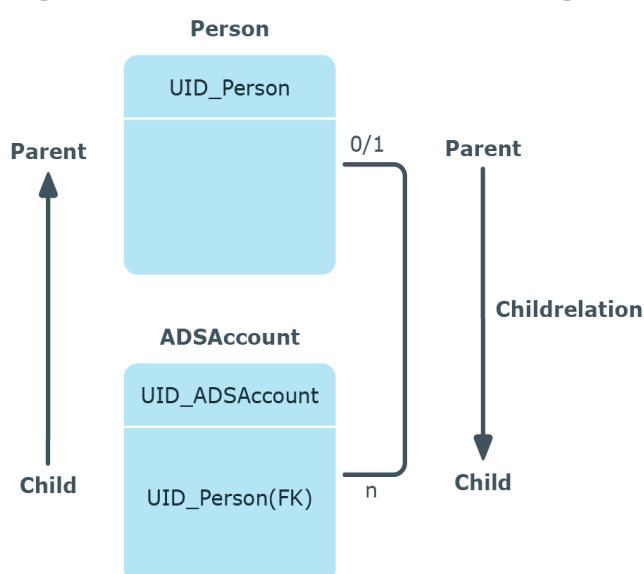 Person
UID_Person
Parent
0/1
Parent
Childrelation
ADSAccount
UID_ADSAccount
Child
UID_Person(FK)
n
Child